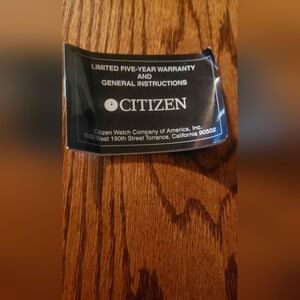 LIMITED FIVE-YEAR WARRANTY
AND
GENERAL INSTRUCTIONS
CITIZEN
Citizen Watch Company of America, Inc.
1000 West 190th Street Torrance, California 90502